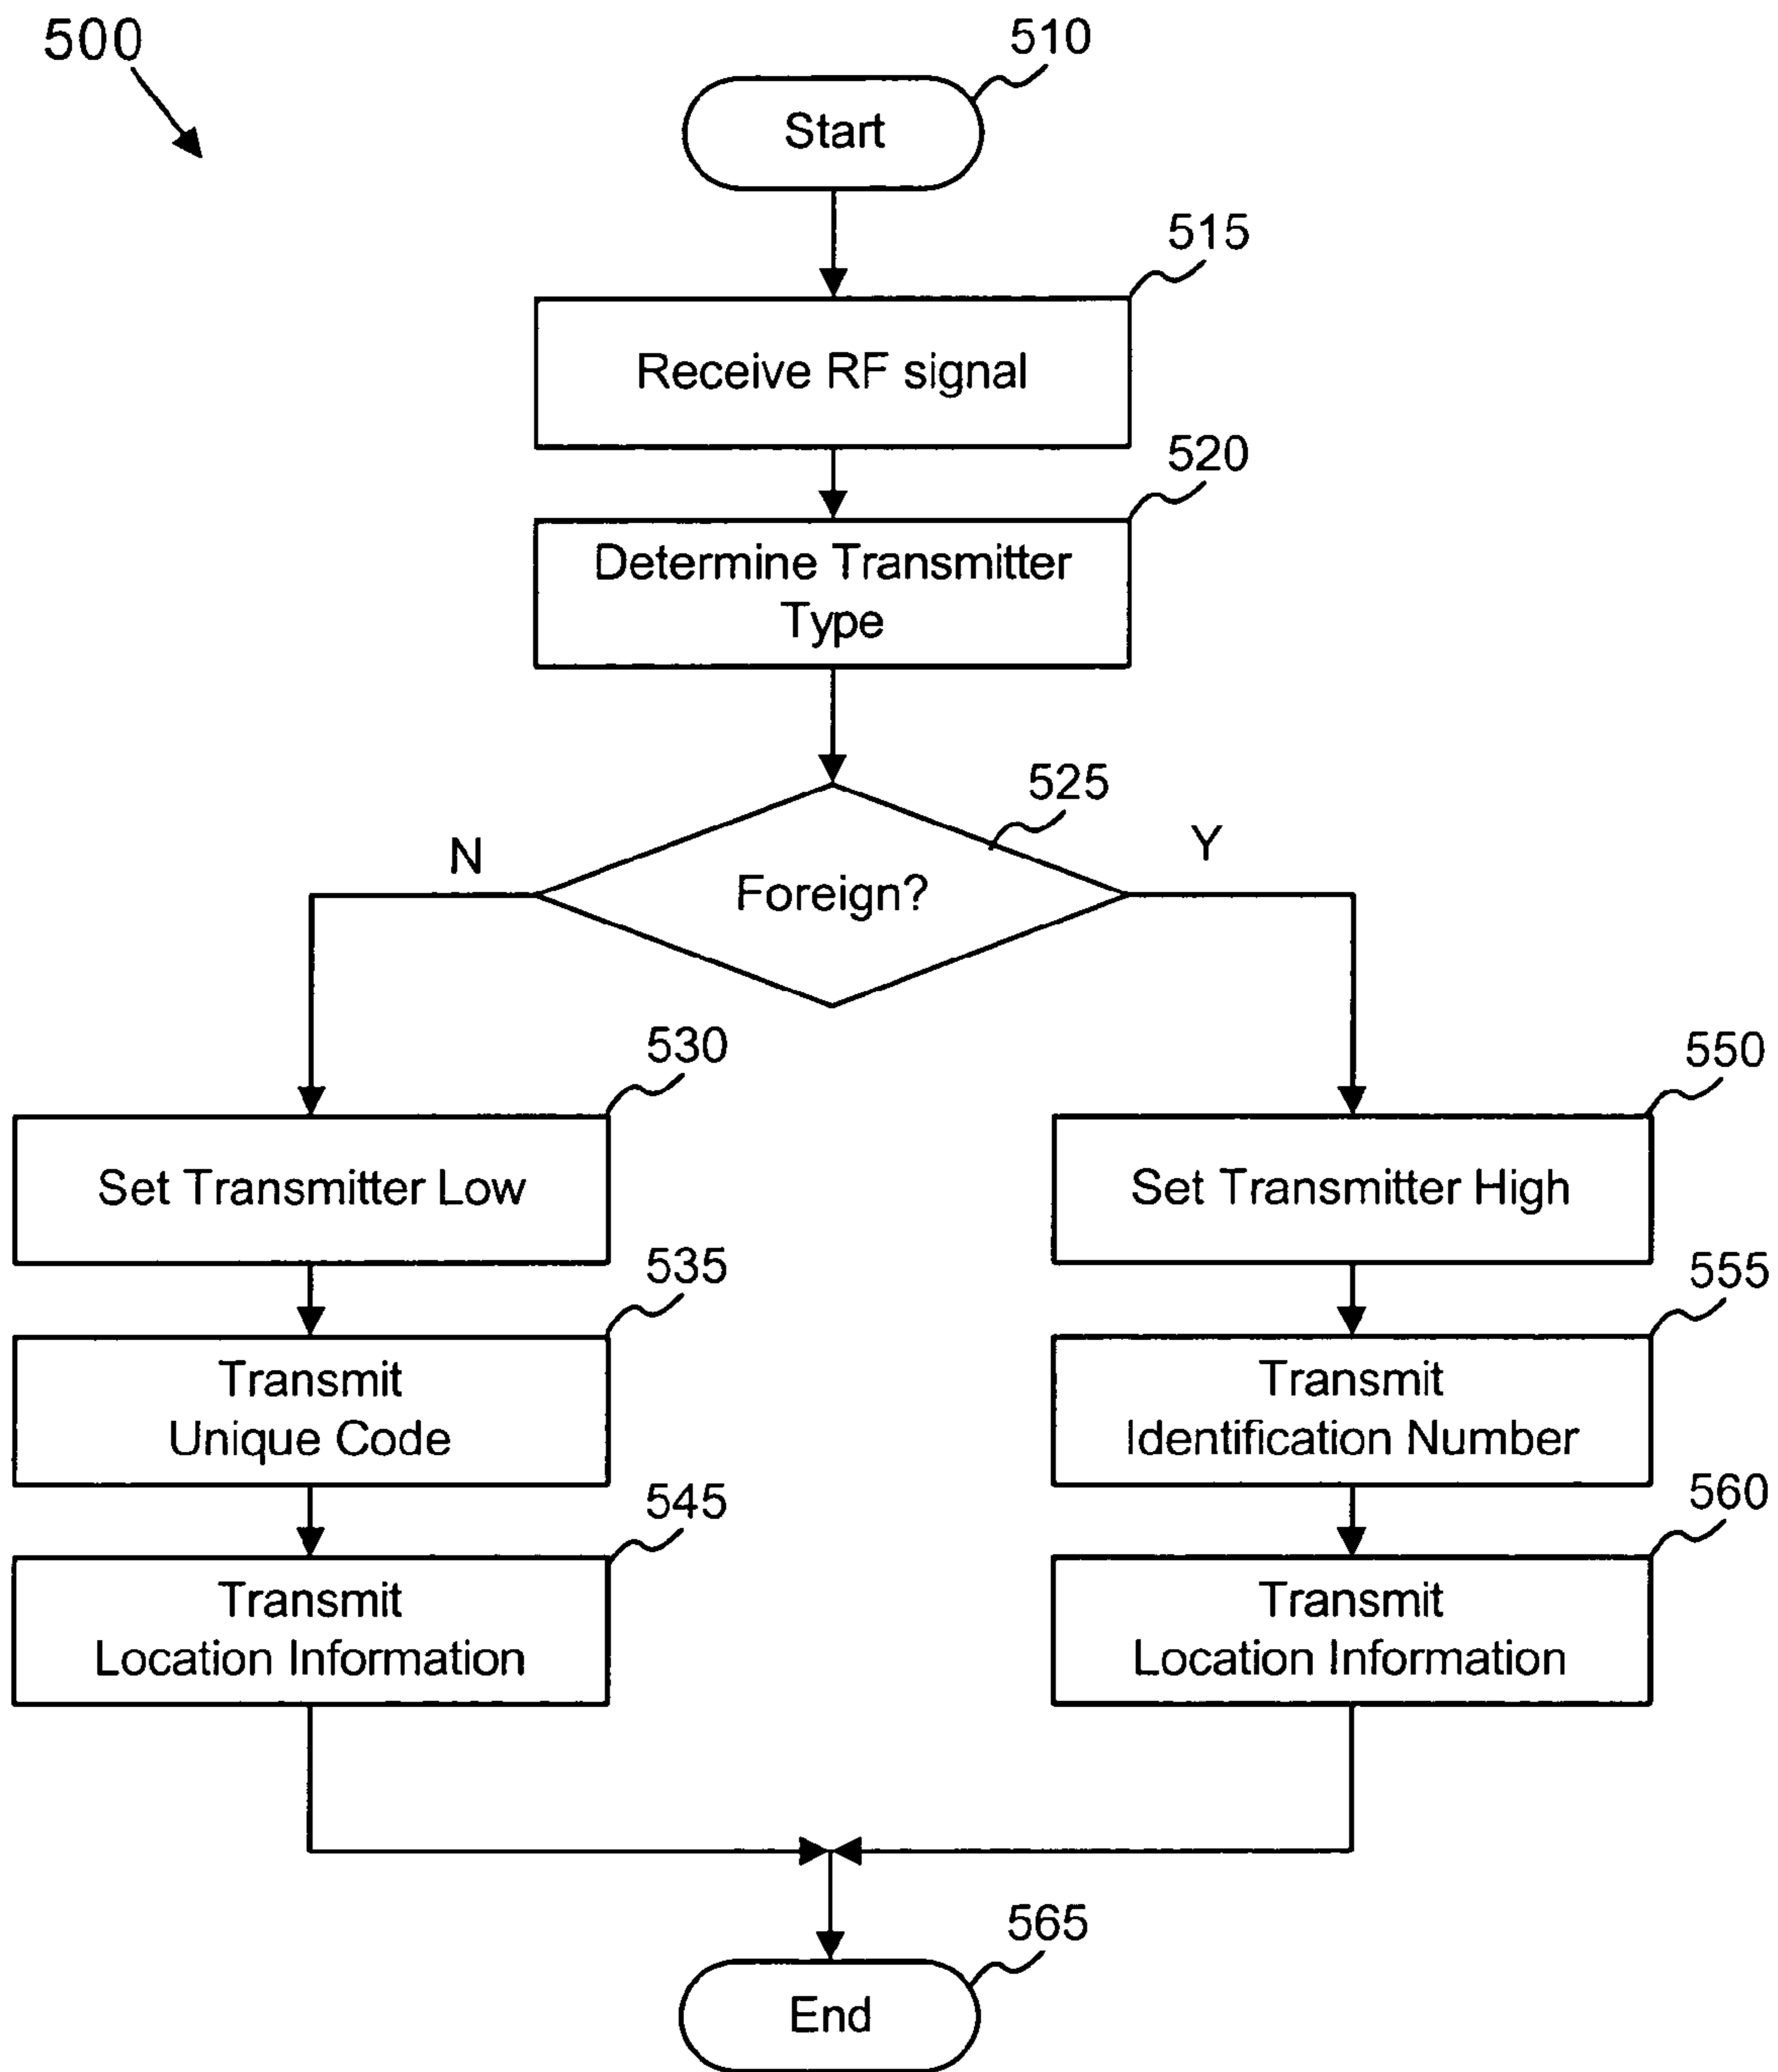 500
510
Start
515
Receive RF signal
520
Determine Transmitter
Type
525
N
Y
Foreign?
530
550
Set Transmitter Low
Set Transmitter High
535
555
Transmit
Unique Code
Transmit
Identification Number
545
560
Transmit
Location Information
Transmit
Location Information
565
End